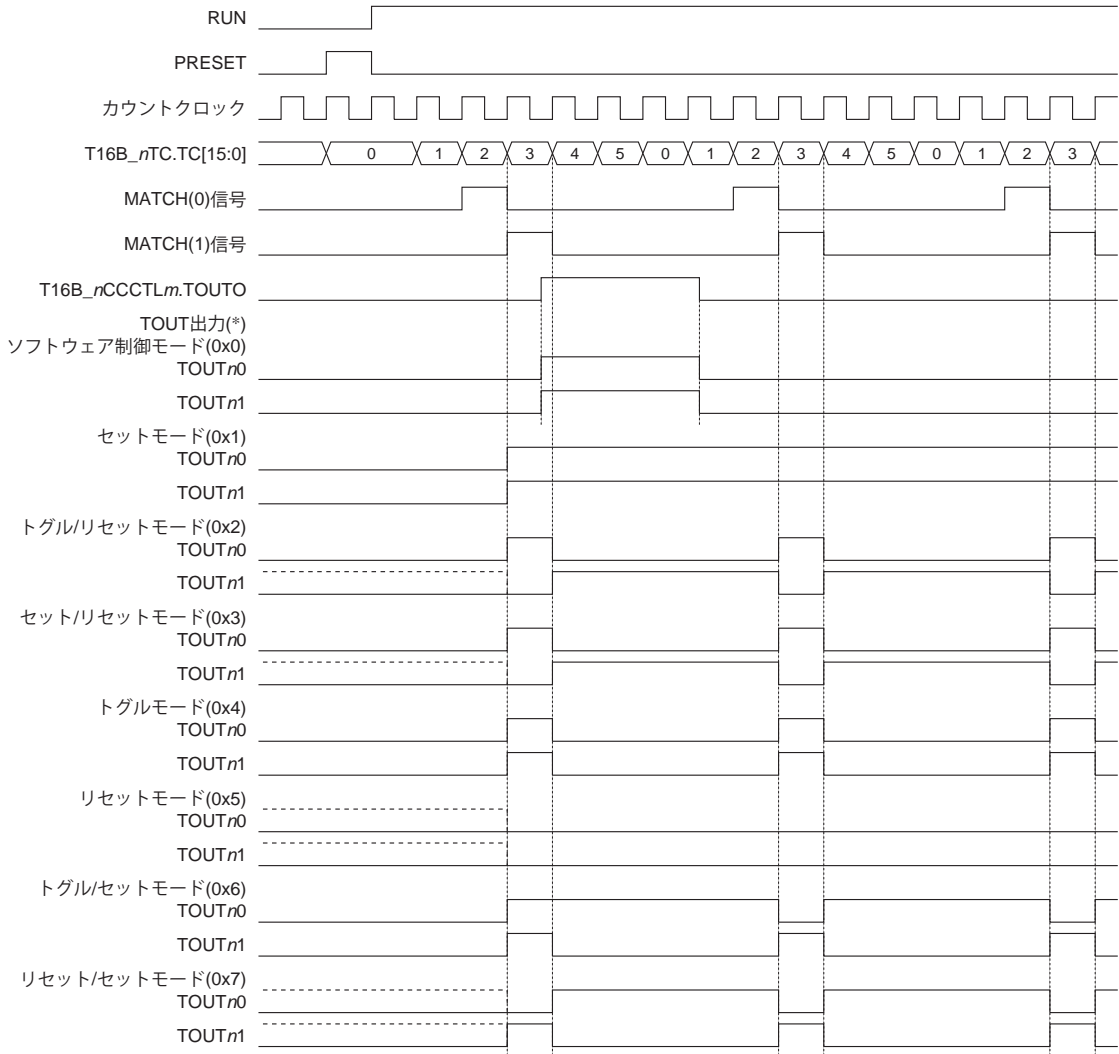 RUN
PRESET
カウントクロック
T16B_nTC.TC[15:0] 0 1 2 3 4 5 0 1 2 3 4 5 0 1 2 3
MATCH(0)信号
MATCH(1)信号
T16B_nCCCTLm.TOUTO
TOUT出力(*)
ソフトウェア制御モード(0x0)
TOUTn0
TOUTn1
セットモード(0x1)
TOUTn0
TOUTn1
トグル/リセットモード(0x2)
TOUTn0
TOUTn1
セット/リセットモード(0x3)
TOUTn0
TOUTn1
トグルモード(0x4)
TOUTn0
TOUTn1
リセットモード(0x5)
TOUTn0
TOUTn1
トグル/セットモード(0x6)
TOUTn0
TOUTn1
リセット/セットモード(0x7)
TOUTn0
TOUTn1